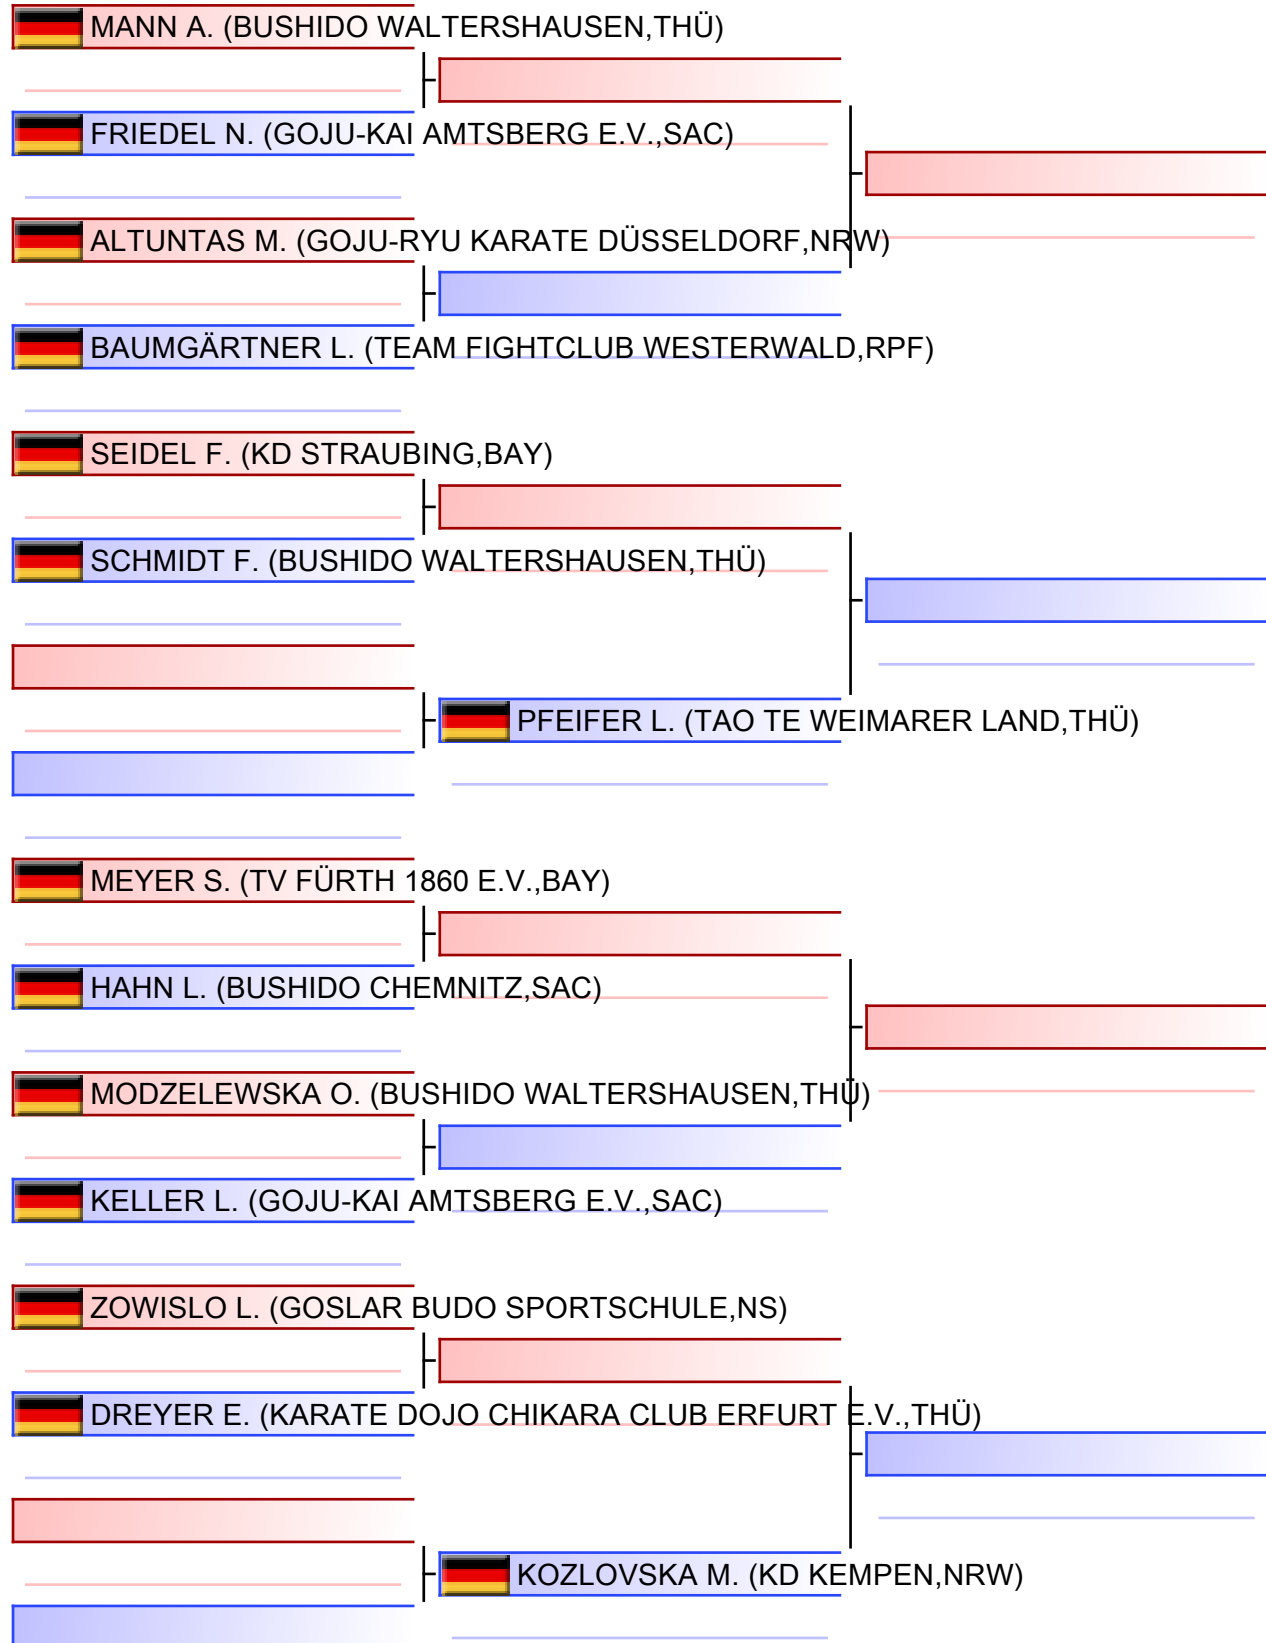 MANN A. (BUSHIDO WALTERSHAUSEN,THÜ)
FRIEDEL N. (GOJU-KAI AMTSBERG E.V.,SAC)
ALTUNTAS M. (GOJU-RYU KARATE DÜSSELDORF,NRW)
BAUMGÄRTNER L. (TEAM FIGHTCLUB WESTERWALD,RPF)
SEIDEL F. (KD STRAUBING,BAY)
SCHMIDT F. (BUSHIDO WALTERSHAUSEN,THÜ)
PFEIFER L. (TAO TE WEIMARER LAND,THÜ)
MEYER S. (TV FÜRTH 1860 E.V.,BAY)
HAHN L. (BUSHIDO CHEMNITZ,SAC)
MODZELEWSKA O. (BUSHIDO WALTERSHAUSEN,THÜ)
KELLER L. (GOJU-KAI AMTSBERG E.V.,SAC)
ZOWISLO L. (GOSLAR BUDO SPORTSCHULE,NS)
DREYER E. (KARATE DOJO CHIKARA CLUB ERFURT E.V.,THÜ)
KOZLOVSKA M. (KD KEMPEN,NRW)